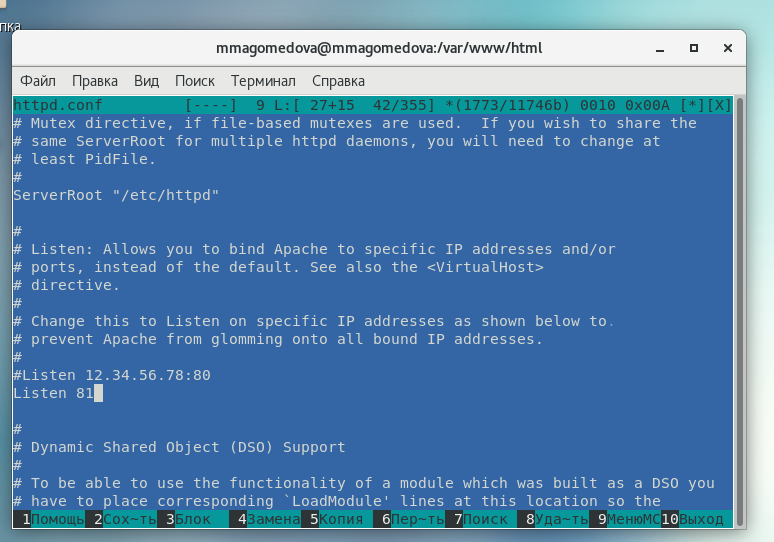 пка
mmagomedova@mmagomedova:/var/www/html
Файл Правка Вид Поиск Терминал Справка
httpd.conf [----] 9 L:[ 27+15 42/355] *(1773/11746b) 0010 0x00A [*][X]
# Mutex directive, if file-based mutexes are used.  If you wish to share the
# same ServerRoot for multiple httpd daemons, you will need to change at
# least PidFile.
#
ServerRoot "/etc/httpd"
#
# Listen: Allows you to bind Apache to specific IP addresses and/or
# ports, instead of the default. See also the <VirtualHost>
# directive.
#
# Change this to Listen on specific IP addresses as shown below to.
# prevent Apache from glomming onto all bound IP addresses.
#
#Listen 12.34.56.78:80
Listen 81
#
# Dynamic Shared Object (DSO) Support
#
# To be able to use the functionality of a module which was built as a DSO you
# have to place corresponding `LoadModule' lines at this location so the
1Помощь 2Сох~ть 3Блок 4Замена 5Копия 6Пер~ть 7Поиск 8Уда~ть 9МенюМС 10Выход